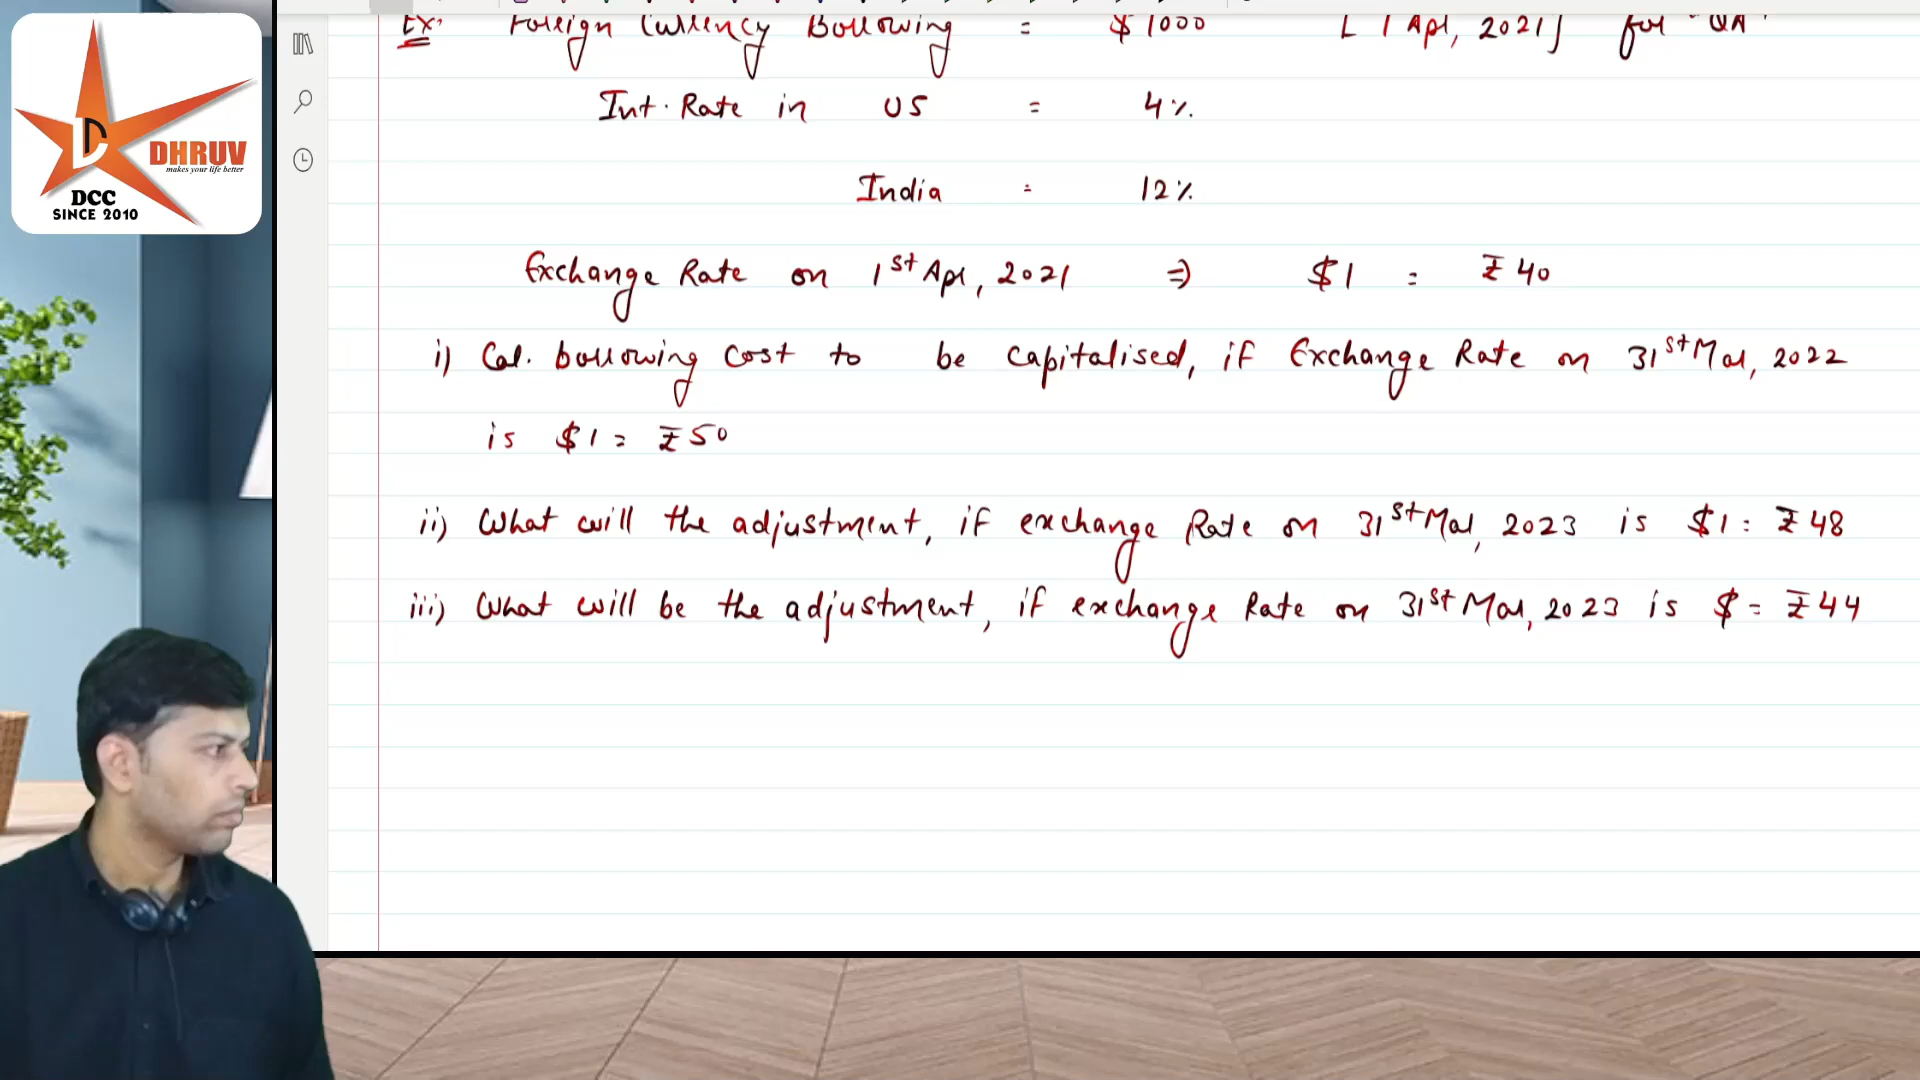 Ex: Foreign Currency Borrowing = $ 1000 [ 1 Apr, 2021] for "QA"
Int. Rate in US = 4%
India = 12%
Exchange Rate on 1st Apr, 2021 ⇒ $1 : ₹40
i) Cal. borrowing cost to be capitalised, if Exchange Rate on 31st Mar, 2022
is $1 = ₹50
ii) What will the adjustment, if exchange Rate on 31st Mar, 2023 is $1 = ₹48
iii) What will be the adjustment, if exchange Rate on 31st Mar, 2023 is $ = ₹44
DC
DHRUV
makes your life better
DCC
SINCE 2010